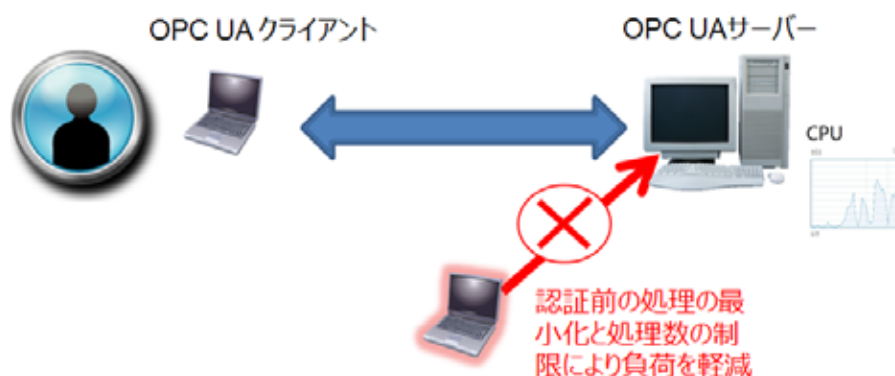 OPC UA クライアント
OPC UAサーバー
CPU
認証前の処理の最
小化と処理数の制
限により負荷を軽減